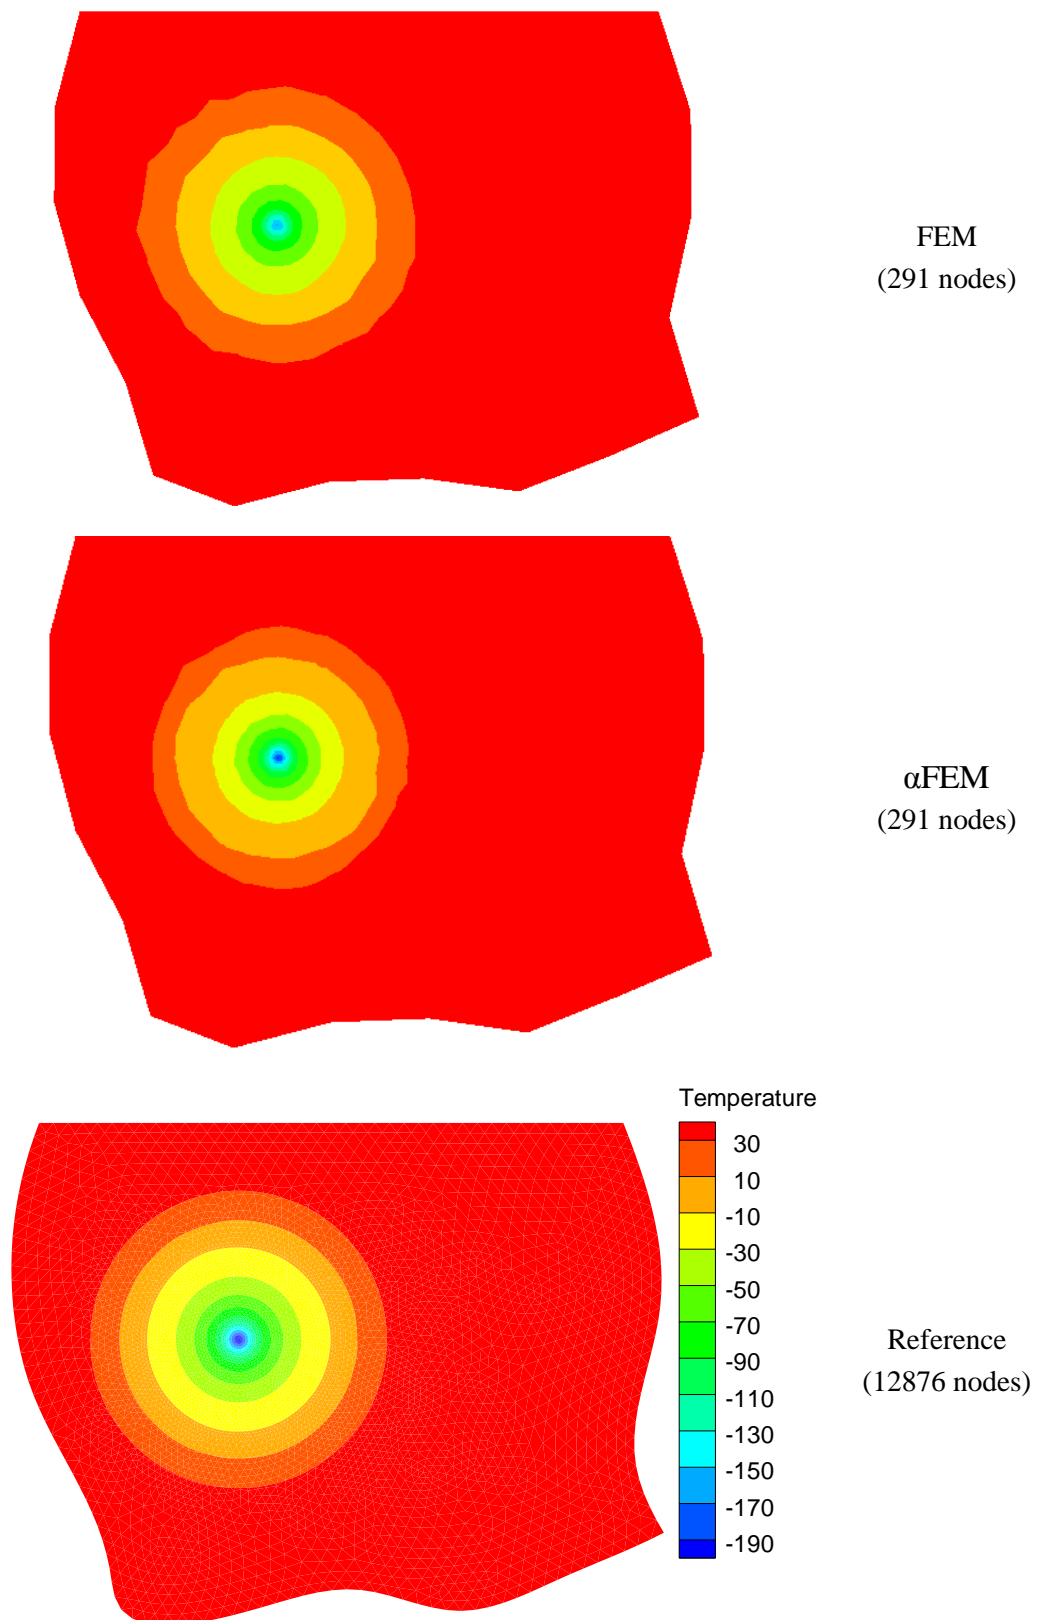 FEM
(291 nodes)
αFEM
(291 nodes)
Temperature
30
10
-10
-30
-50
-70
-90
-110
-130
-150
-170
-190
Reference
(12876 nodes)